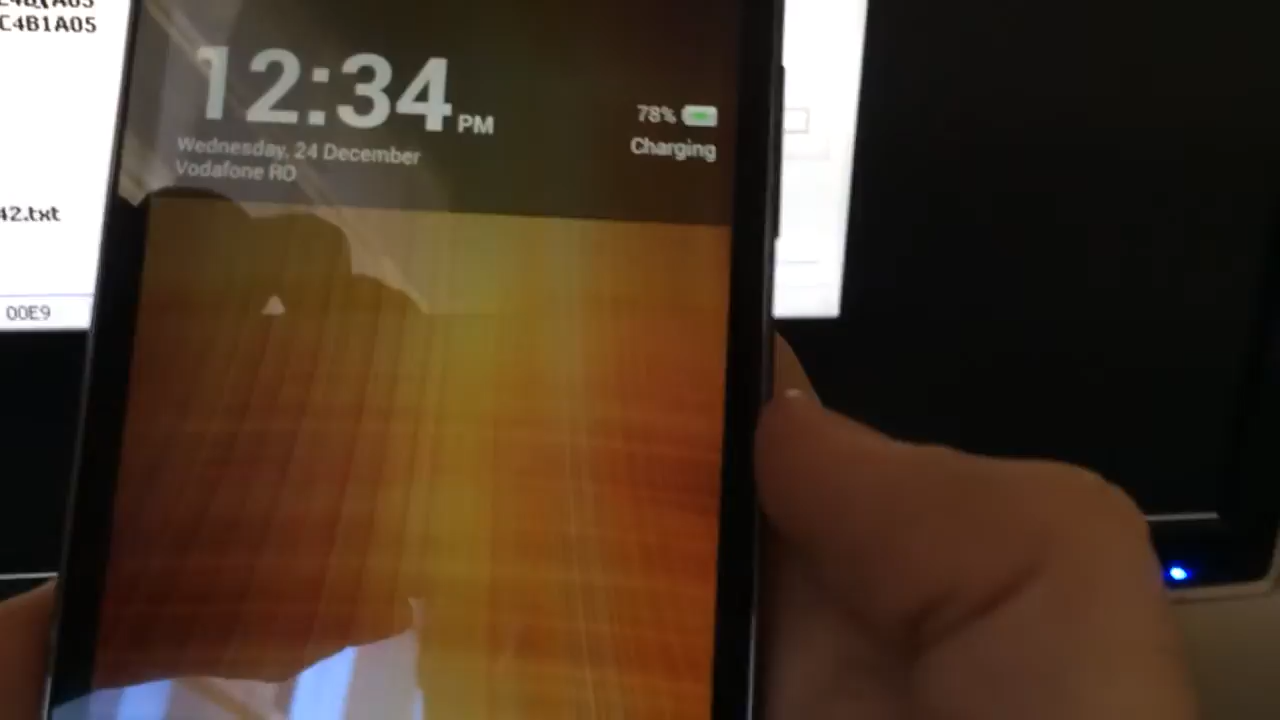 C4B1A05
12:34 PM
78%
Charging
Wednesday, 24 December
Vodafone RO
42.txt
00E9